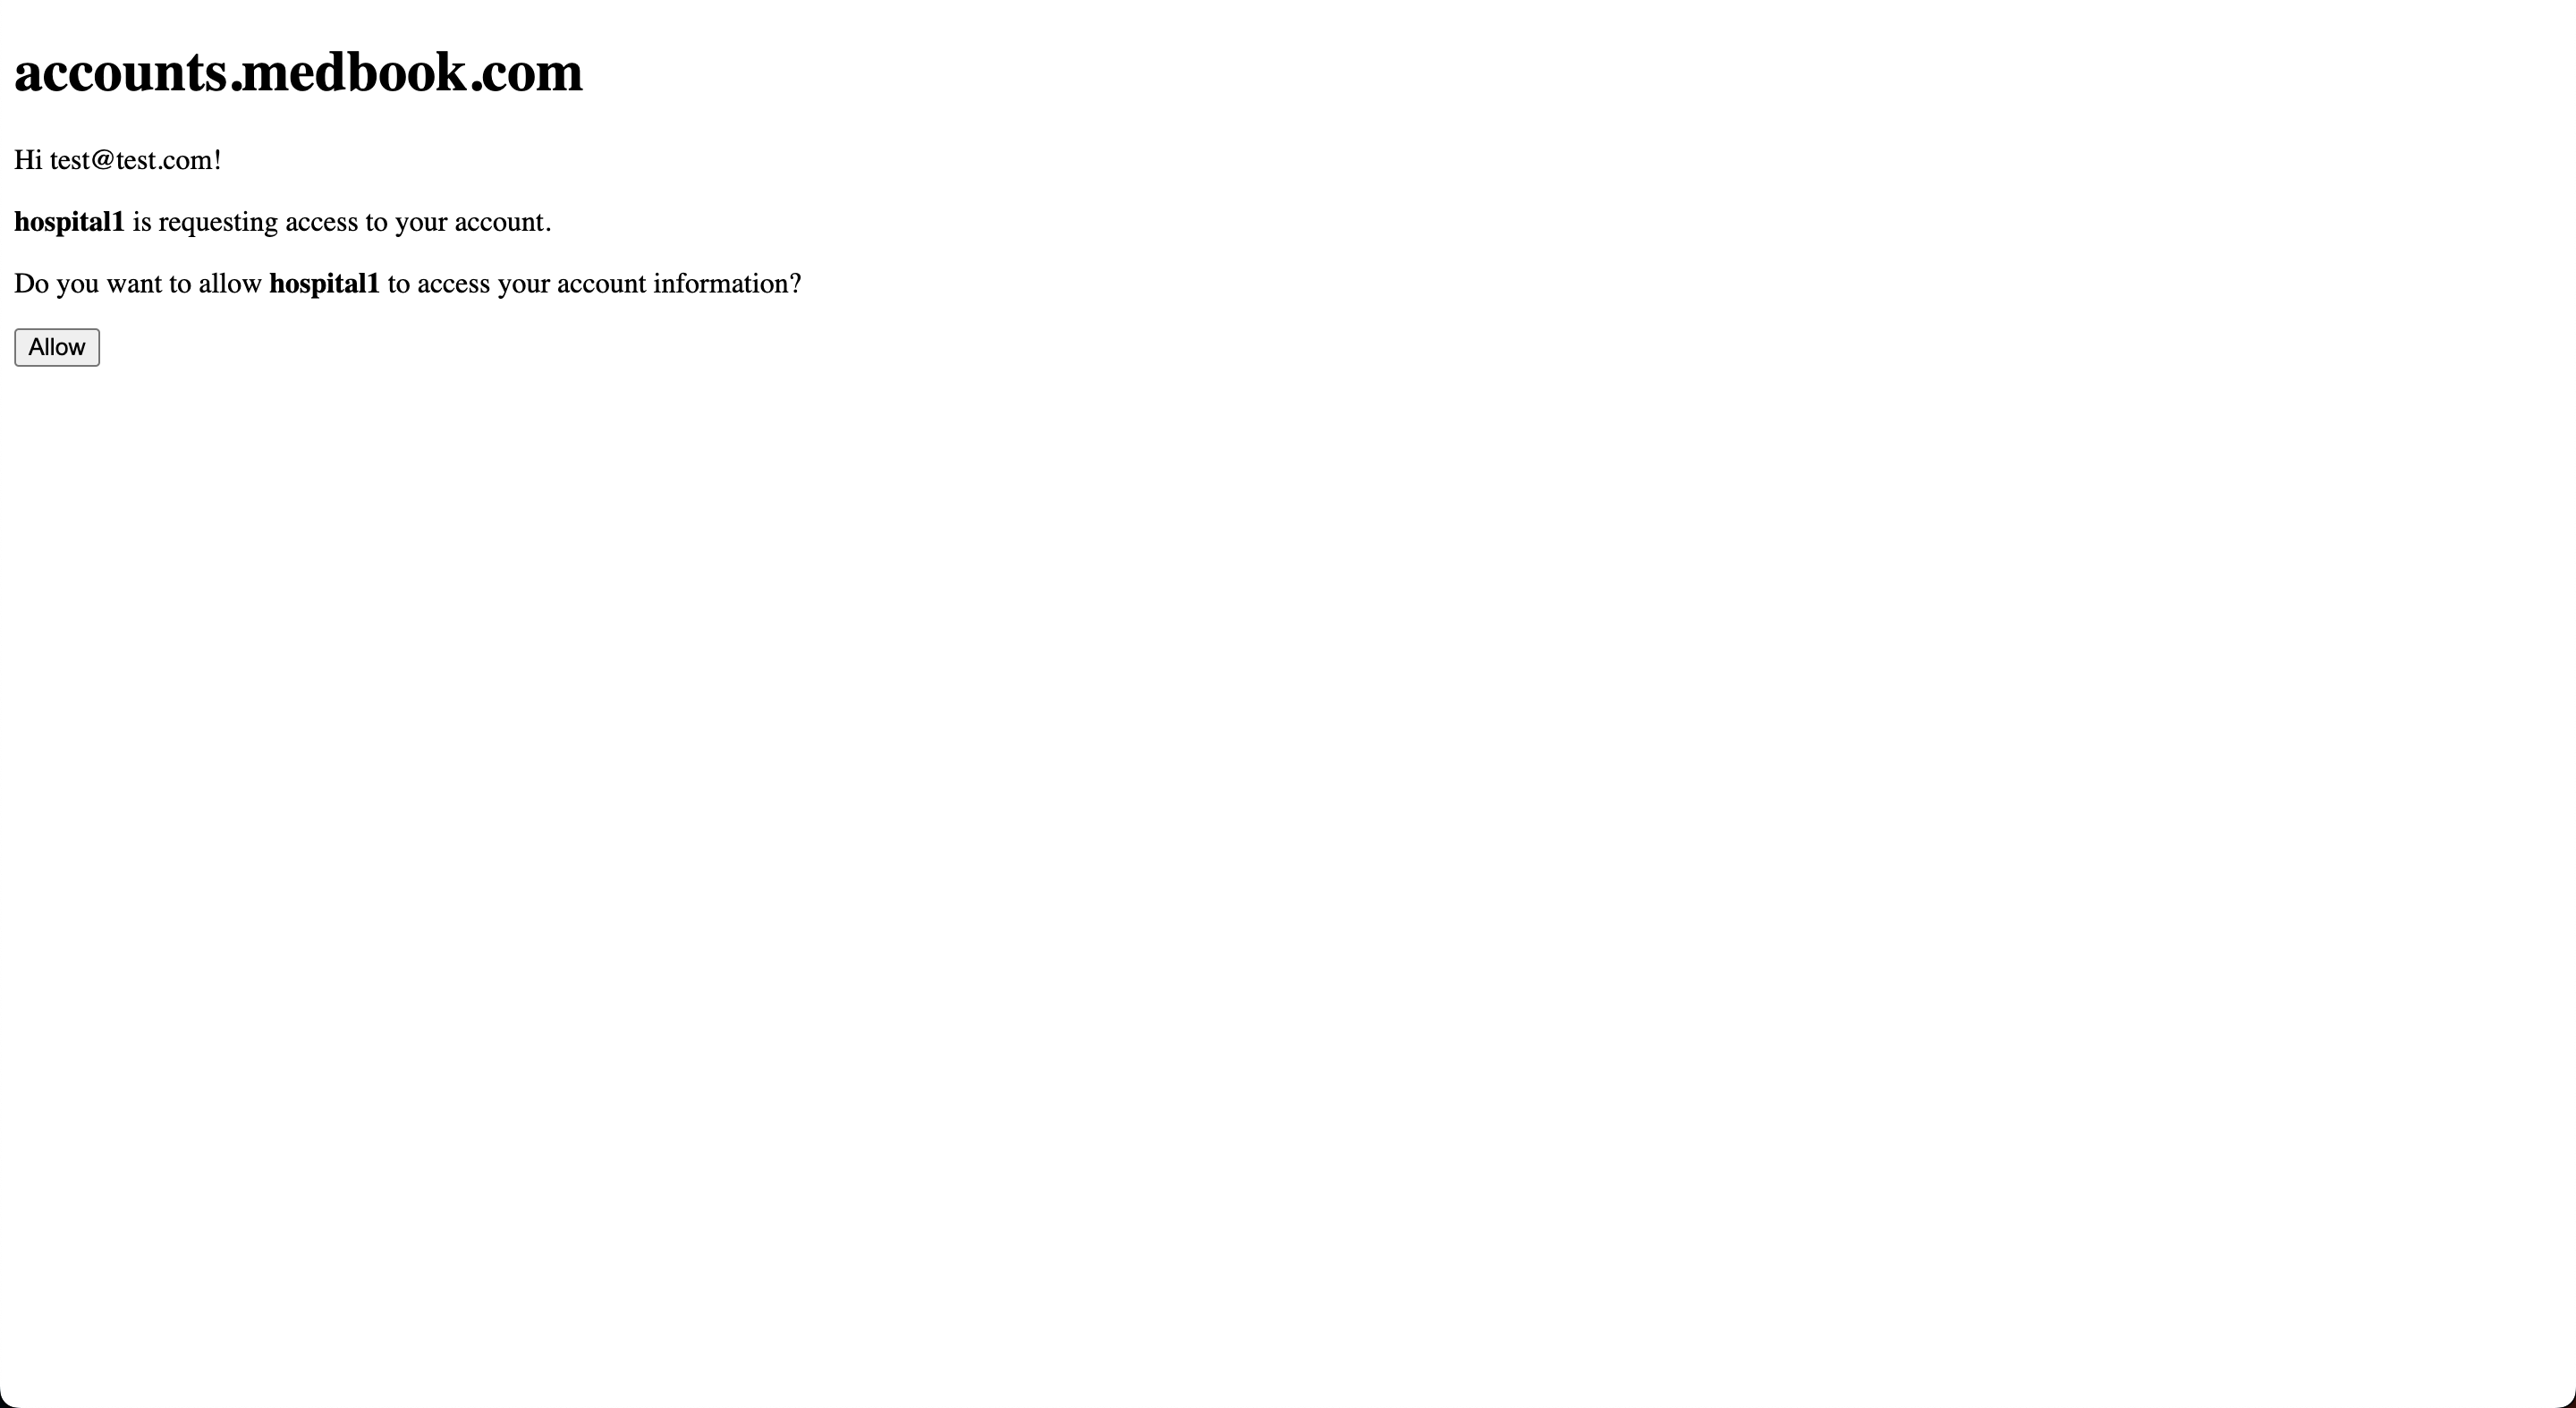 accounts.medbook.com
Hi test@test.com!
hospital1 is requesting access to your account.
Do you want to allow hospital1 to access your account information?
Allow